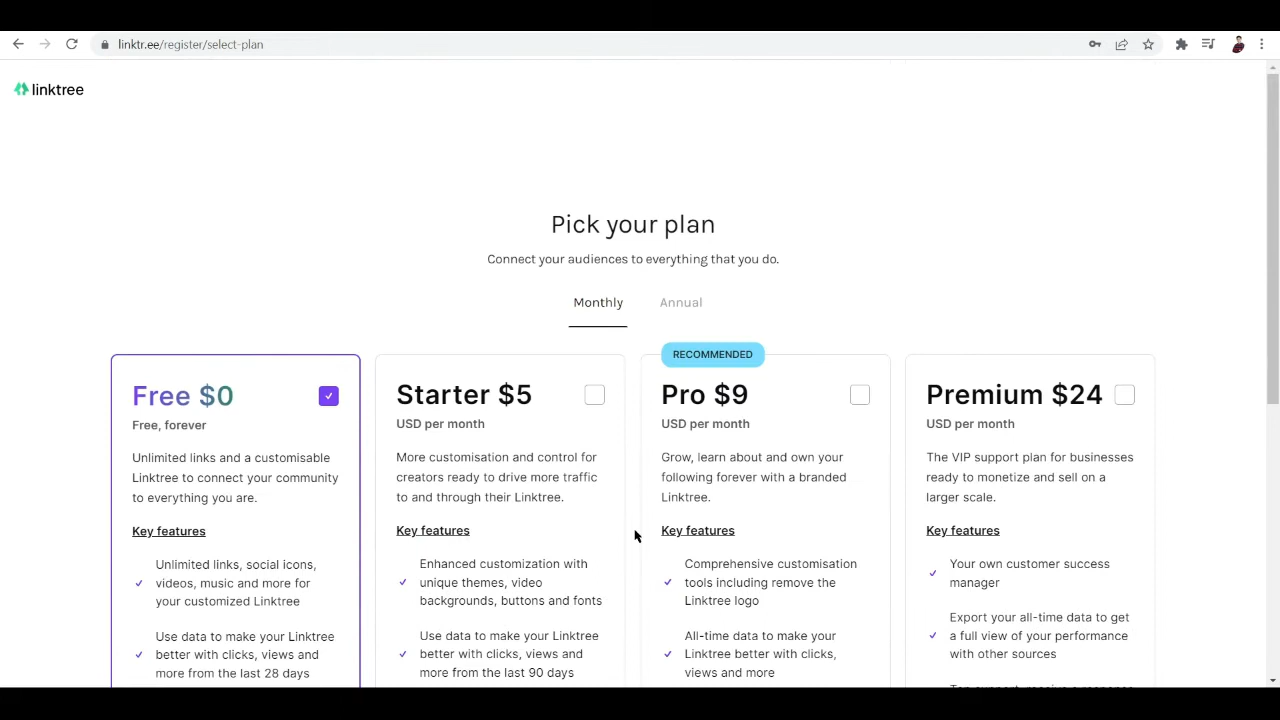 linktr.ee/register/select-plan
linktree
Pick your plan
Connect your audiences to everything that you do.
Monthly
Annual
RECOMMENDED
Free $0
Free, forever
Unlimited links and a customisable
Linktree to connect your community
to everything you are.
Key features
Unlimited links, social icons,
videos, music and more for
your customized Linktree
Use data to make your Linktree
better with clicks, views and
more from the last 28 days
Starter $5
USD per month
More customisation and control for
creators ready to drive more traffic
to and through their Linktree.
Key features
Enhanced customization with
unique themes, video
backgrounds, buttons and fonts
Use data to make your Linktree
better with clicks, views and
more from the last 90 days
Pro $9
USD per month
Grow, learn about and own your
following forever with a branded
Linktree.
Key features
Comprehensive customisation
tools including remove the
Linktree logo
All-time data to make your
Linktree better with clicks,
views and more
Premium $24
USD per month
The VIP support plan for businesses
ready to monetize and sell on a
larger scale.
Key features
Your own customer success
manager
Export your all-time data to get
a full view of your performance
with other sources